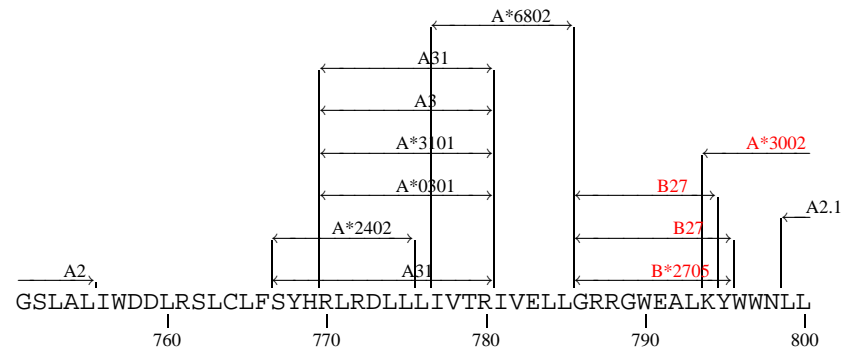 A*6802
A31
A3
A*3101 A*3002
A*0301 B27
A2.1
A*2402 B27
A2 A31 B*2705
GSLALIWDDLRSLCLFSYHRLRDLLLIVTRIVELLGRRGWEALKYWWNLL
760 770 780 790 800